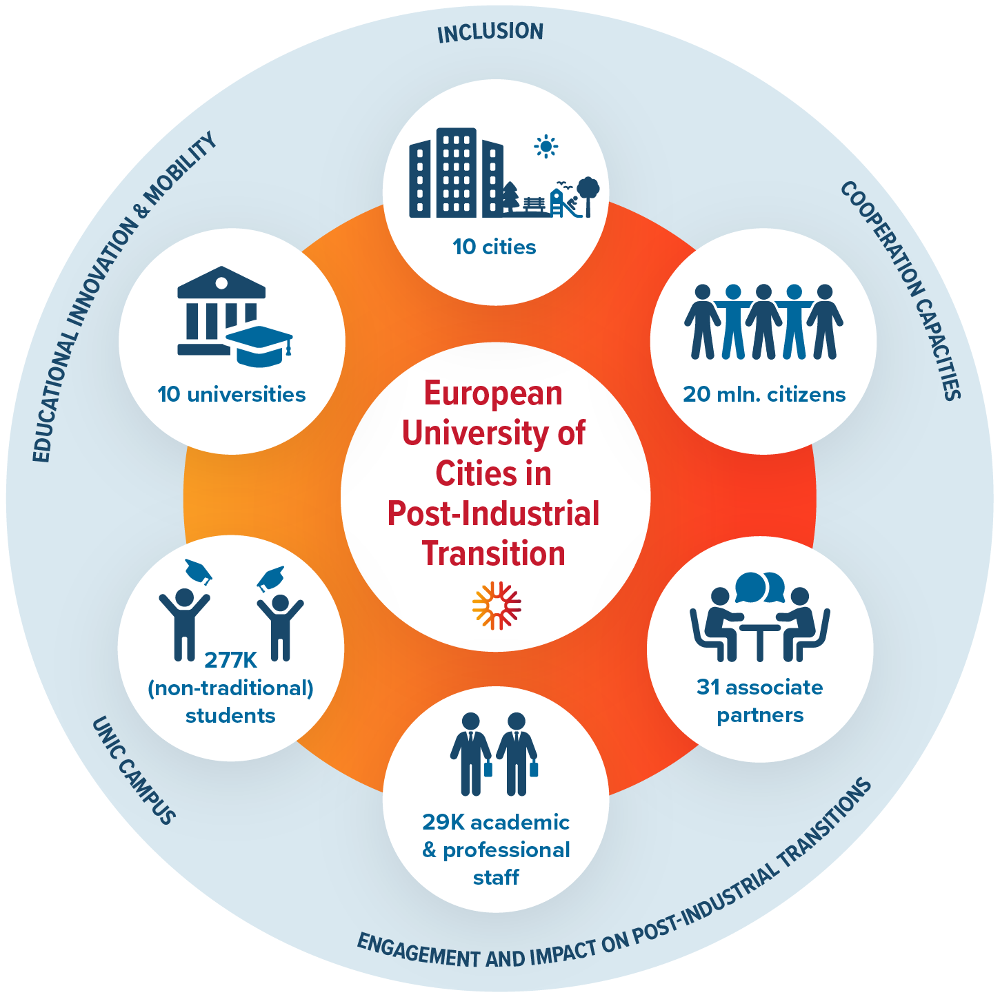 INCLUSION
COOPERATION CAPACITIES
ENGAGEMENT AND IMPACT ON POST-INDUSTRIAL TRANSITIONS
UNIC CAMPUS
EDUCATIONAL INNOVATION & MOBILITY
10 cities
20 mln. citizens
31 associate
partners
29K academic
& professional
staff
277K
(non-traditional)
students
10 universities
European
University of
Cities in
Post-Industrial
Transition